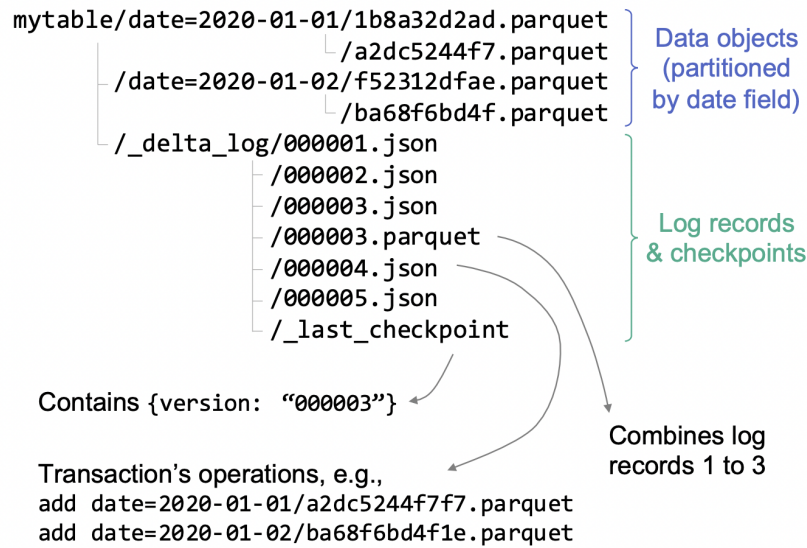 mytable/date=2020-01-01/1b8a32d2ad.parquet
/a2dc5244f7.parquet
/date=2020-01-02/f52312dfae.parquet
/ba68f6bd4f.parquet
/_delta_log/000001.json
/000002.json
/000003.json
/000003.parquet
/000004.json
/000005.json
/_last_checkpoint
Data objects
(partitioned
by date field)
Log records
& checkpoints
Contains {version: “000003”}
Combines log
records 1 to 3
Transaction’s operations, e.g.,
add date=2020-01-01/a2dc5244f7f7.parquet
add date=2020-01-02/ba68f6bd4f1e.parquet